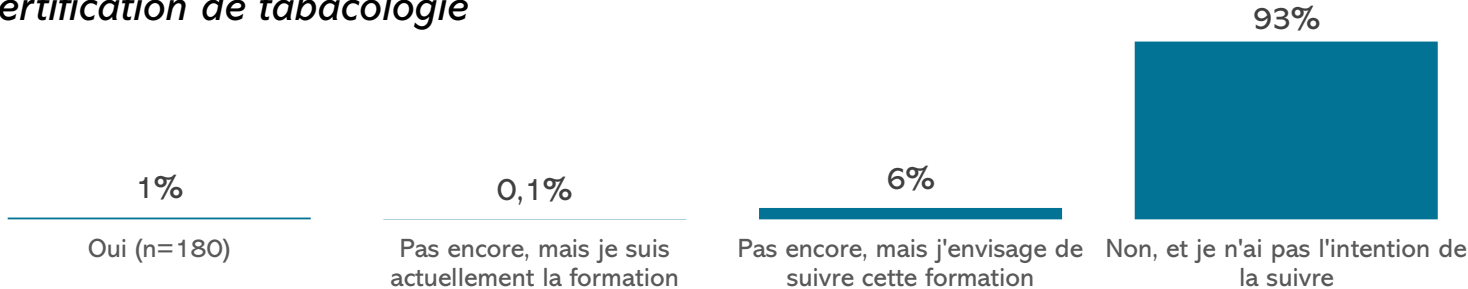 ertification de tabacologie
93%
1%
0,1%
6%
Oui (n=180)
Pas encore, mais je suis
actuellement la formation
Pas encore, mais j'envisage de
suivre cette formation
Non, et je n'ai pas l'intention de
la suivre